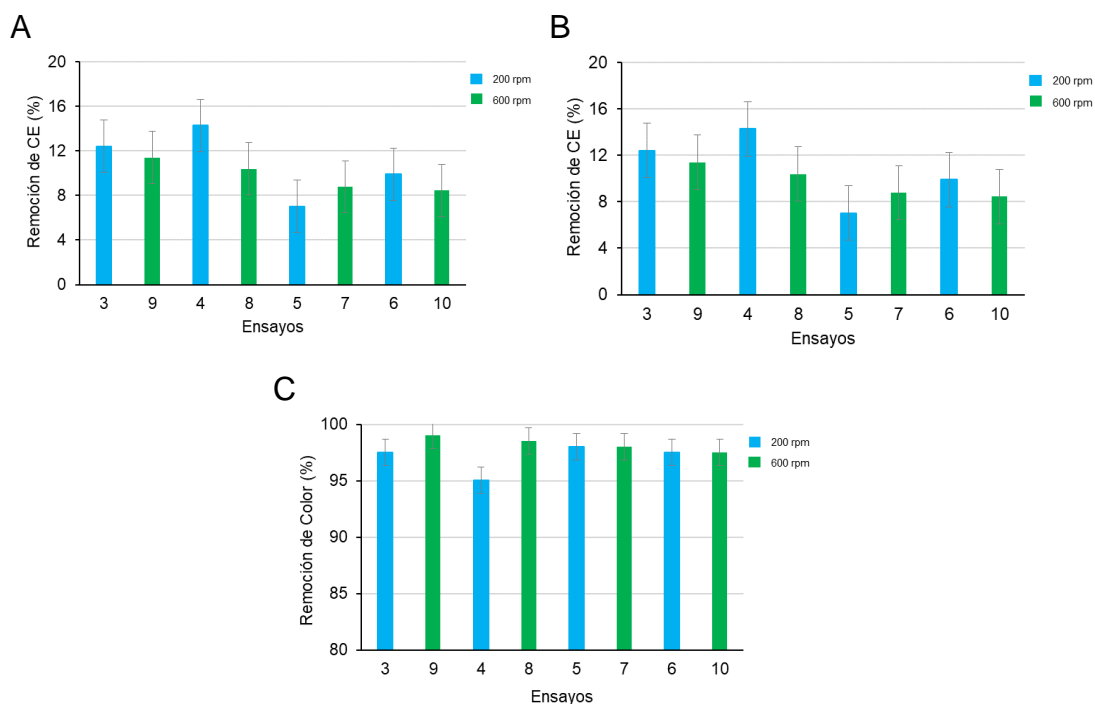 A
Remoción de CE (%)
20
16
12
8
4
0
3 9 4 8 5 7 6 10
Ensayos
200 rpm
600 rpm
B
Remoción de CE (%)
20
16
12
8
4
0
3 9 4 8 5 7 6 10
Ensayos
200 rpm
600 rpm
C
Remoción de Color (%)
100
95
90
85
80
3 9 4 8 5 7 6 10
Ensayos
200 rpm
600 rpm